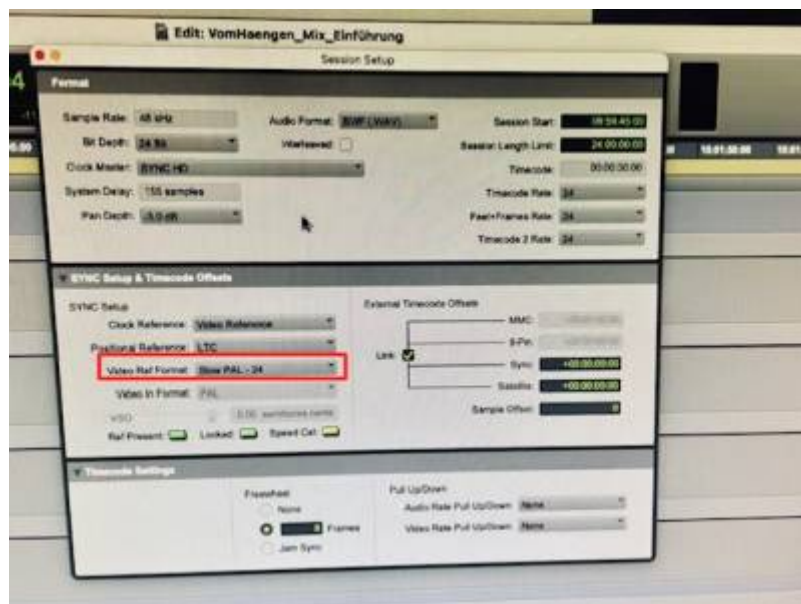 Edit: VomHaengen_Mix_Einführung
Session Setup
Format
Sample Rate: 48 kHz
Audio Format: BWF (.WAV)
Session Start:
Bit Depth: 24 Bit
Interleaved:
Session Length Limit: 24:00:00:00
Clock Master: SYNC HD
Timecode: 00:00:30:00
System Delay: 155 samples
Timecode Rate: 24
Pan Depth: -3.0 dB
Feet+Frames Rate: 24
Timecode 2 Rate: 24
SYNC Setup & Timecode Offsets
SYNC Setup
External Timecode Offsets
Clock Reference: Video Reference
MMC:
Positional Reference: LTC
9-Pin:
Link:
Video Ref Format: Slow PAL - 24
Sync: +00:00:00:00
Video In Format: PAL
Satellite: +00:00:00:00
VSO
0.00 semitones.cents
Sample Offset: 0
Ref Present: Locked: Speed Cal:
Timecode Settings
Freewheel
Pull Up/Down
None
Audio Rate Pull Up/Down: None
Frames
Video Rate Pull Up/Down: None
Jam Sync